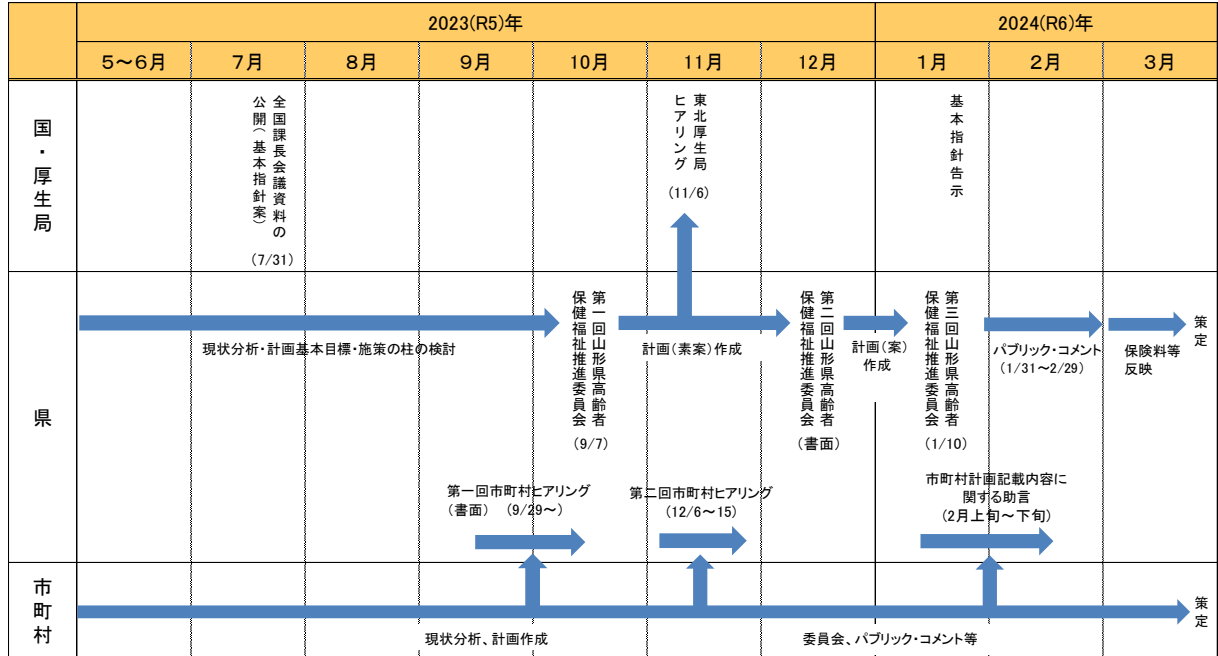 2023(R5)年
2024(R6)年
5～6月
7月
8月
9月
10月
11月
12月
1月
2月
3月
国・厚生局
全国課長会議資料の
公開（基本指針案）
(7/31)
東北厚生局
ヒアリング
(11/6)
基本指針告示
県
現状分析・計画基本目標・施策の柱の検討
第一回山形県高齢者
保健福祉推進委員会
(9/7)
計画（素案）作成
第二回山形県高齢者
保健福祉推進委員会
（書面）
計画（案）
作成
第三回山形県高齢者
保健福祉推進委員会
(1/10)
パブリック・コメント
(1/31～2/29)
保険料等
反映
策定
第一回市町村ヒアリング
（書面） （9/29～）
第二回市町村ヒアリング
(12/6～15)
市町村計画記載内容に
関する助言
(2月上旬～下旬)
市町村
現状分析、計画作成
委員会、パブリック・コメント等
策定